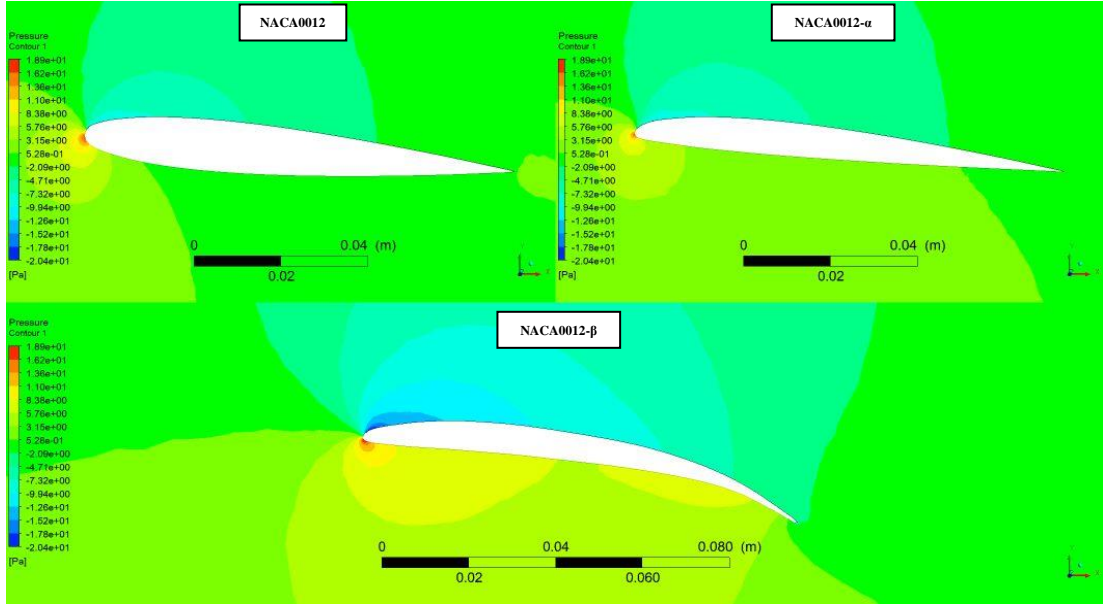 NACA0012
Pressure
Contour 1
1.89e+01
1.62e+01
1.36e+01
1.10e+01
8.38e+00
5.76e+00
3.15e+00
5.28e-01
-2.09e+00
-4.71e+00
-7.32e+00
-9.94e+00
-1.26e+01
-1.52e+01
-1.78e+01
-2.04e+01
[Pa]
0 0.04 (m)
0.02
NACA0012-α
Pressure
Contour 1
1.89e+01
1.62e+01
1.36e+01
1.10e+01
8.38e+00
5.76e+00
3.15e+00
5.28e-01
-2.09e+00
-4.71e+00
-7.32e+00
-9.94e+00
-1.26e+01
-1.52e+01
-1.78e+01
-2.04e+01
[Pa]
0 0.04 (m)
0.02
NACA0012-β
Pressure
Contour 1
1.89e+01
1.62e+01
1.36e+01
1.10e+01
8.38e+00
5.76e+00
3.15e+00
5.28e-01
-2.09e+00
-4.71e+00
-7.32e+00
-9.94e+00
-1.26e+01
-1.52e+01
-1.78e+01
-2.04e+01
[Pa]
0 0.04 0.080 (m)
0.02 0.060